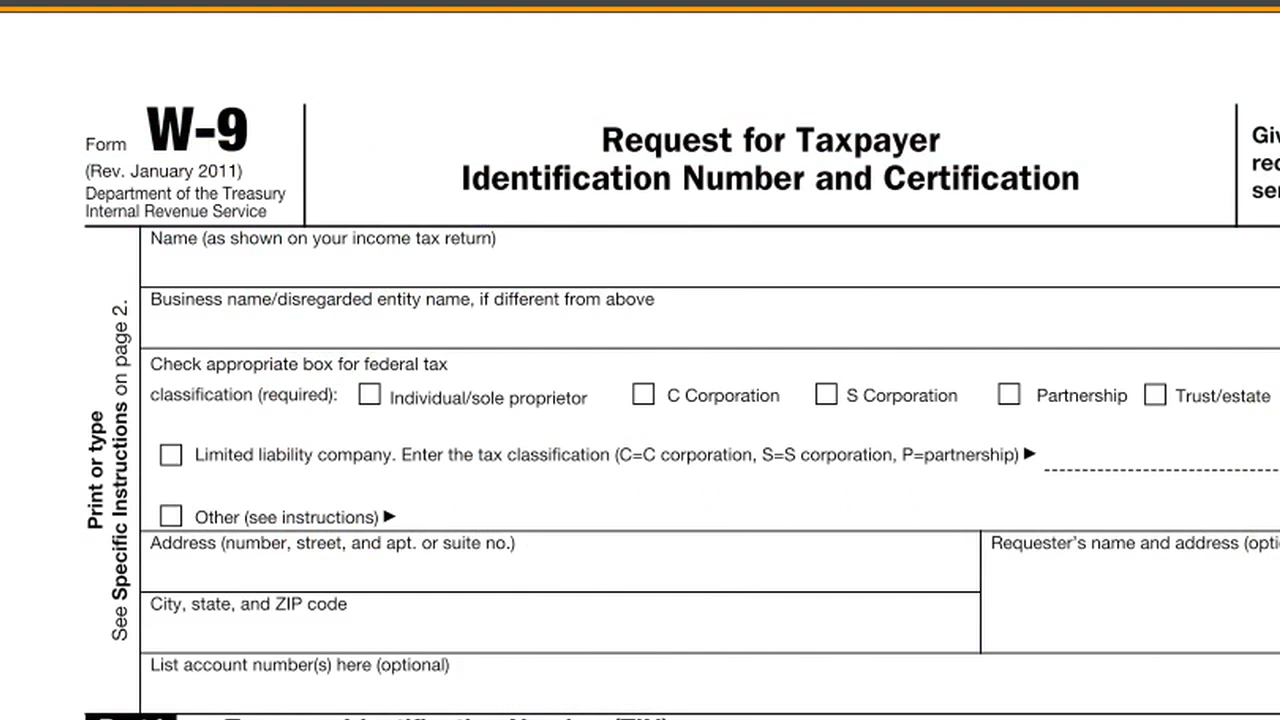 Form W-9
(Rev. January 2011)
Department of the Treasury
Internal Revenue Service
Request for Taxpayer
Identification Number and Certification
Print or type
See Specific Instructions on page 2.
Name (as shown on your income tax return)
Business name/disregarded entity name, if different from above
Check appropriate box for federal tax
classification (required): Individual/sole proprietor C Corporation S Corporation Partnership Trust/estate
Limited liability company. Enter the tax classification (C=C corporation, S=S corporation, P=partnership) ▶
Other (see instructions) ▶
Address (number, street, and apt. or suite no.)
Requester's name and address
City, state, and ZIP code
List account number(s) here (optional)